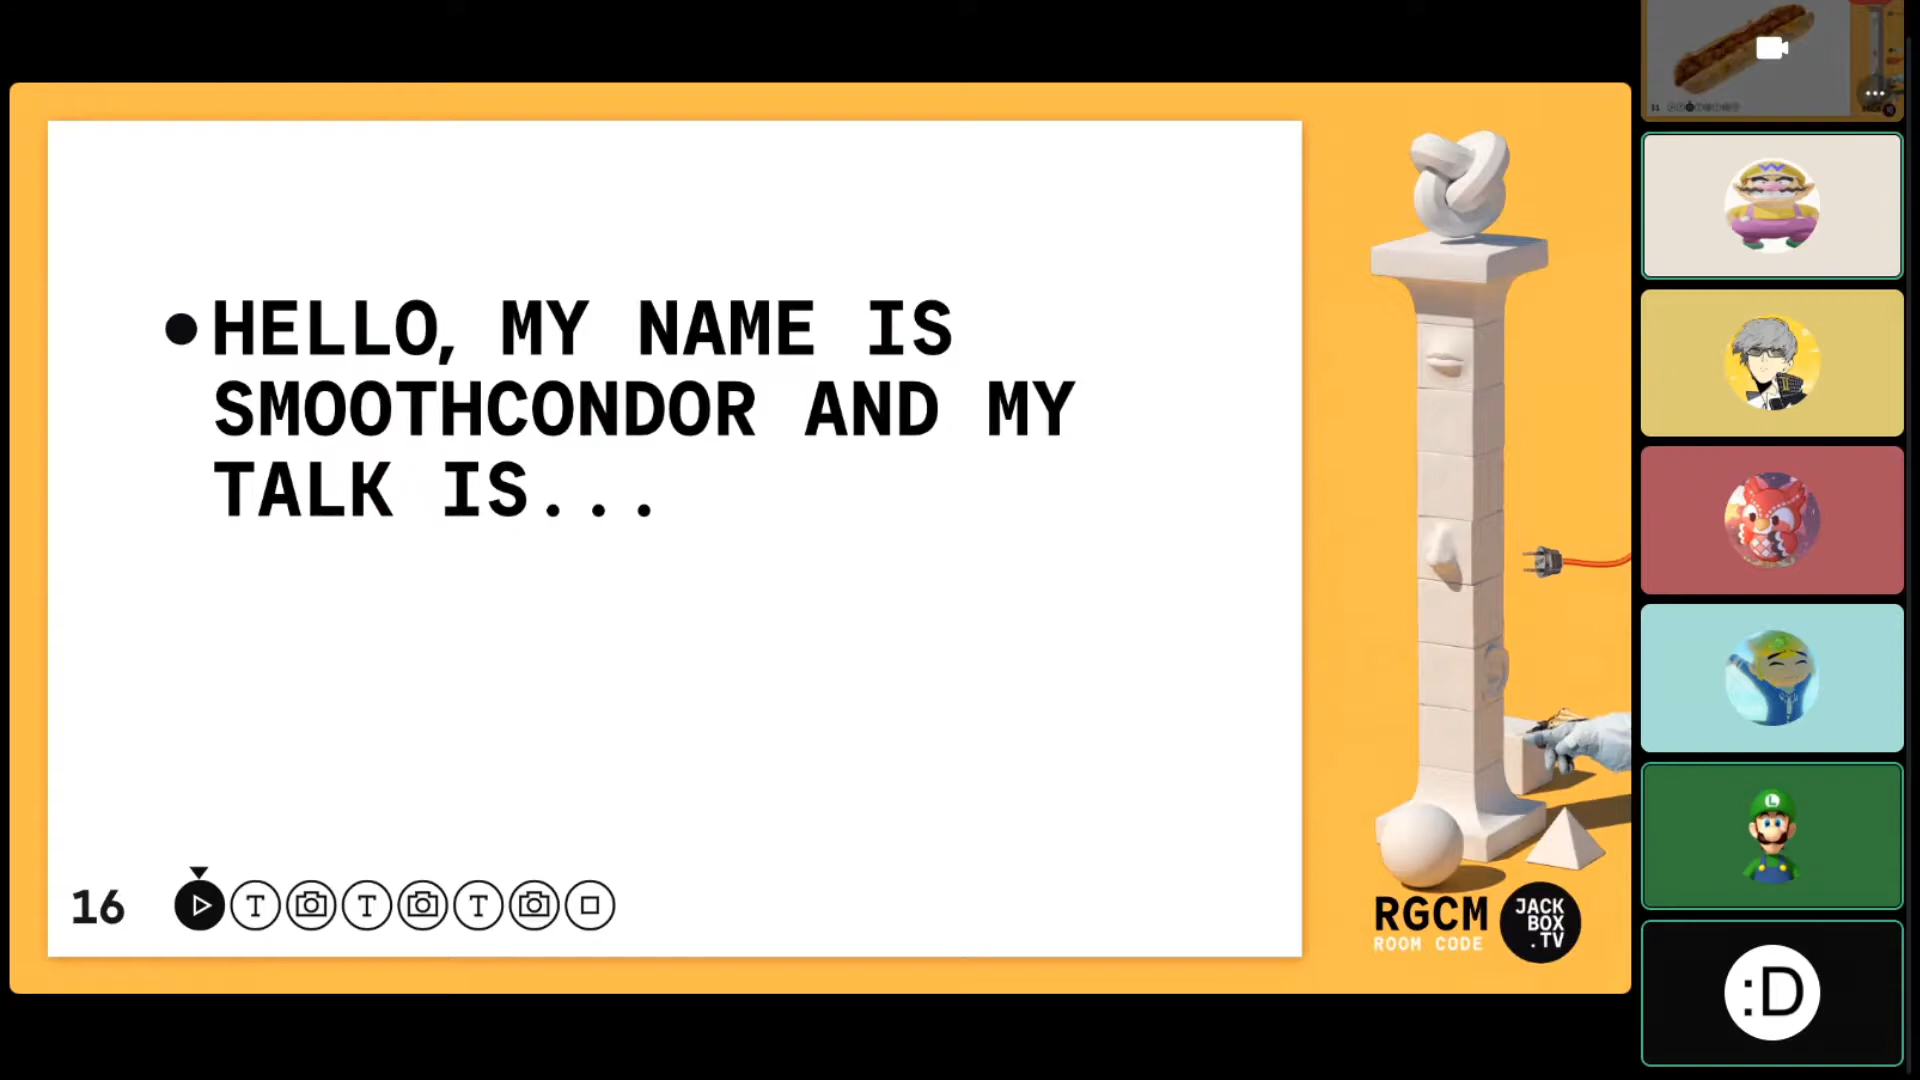 •HELLO, MY NAME IS
SMOOTHCONDOR AND MY
TALK IS...
16
T
T
T
RGCM
ROOM CODE
JACK
BOX
.TV
W
L
:D